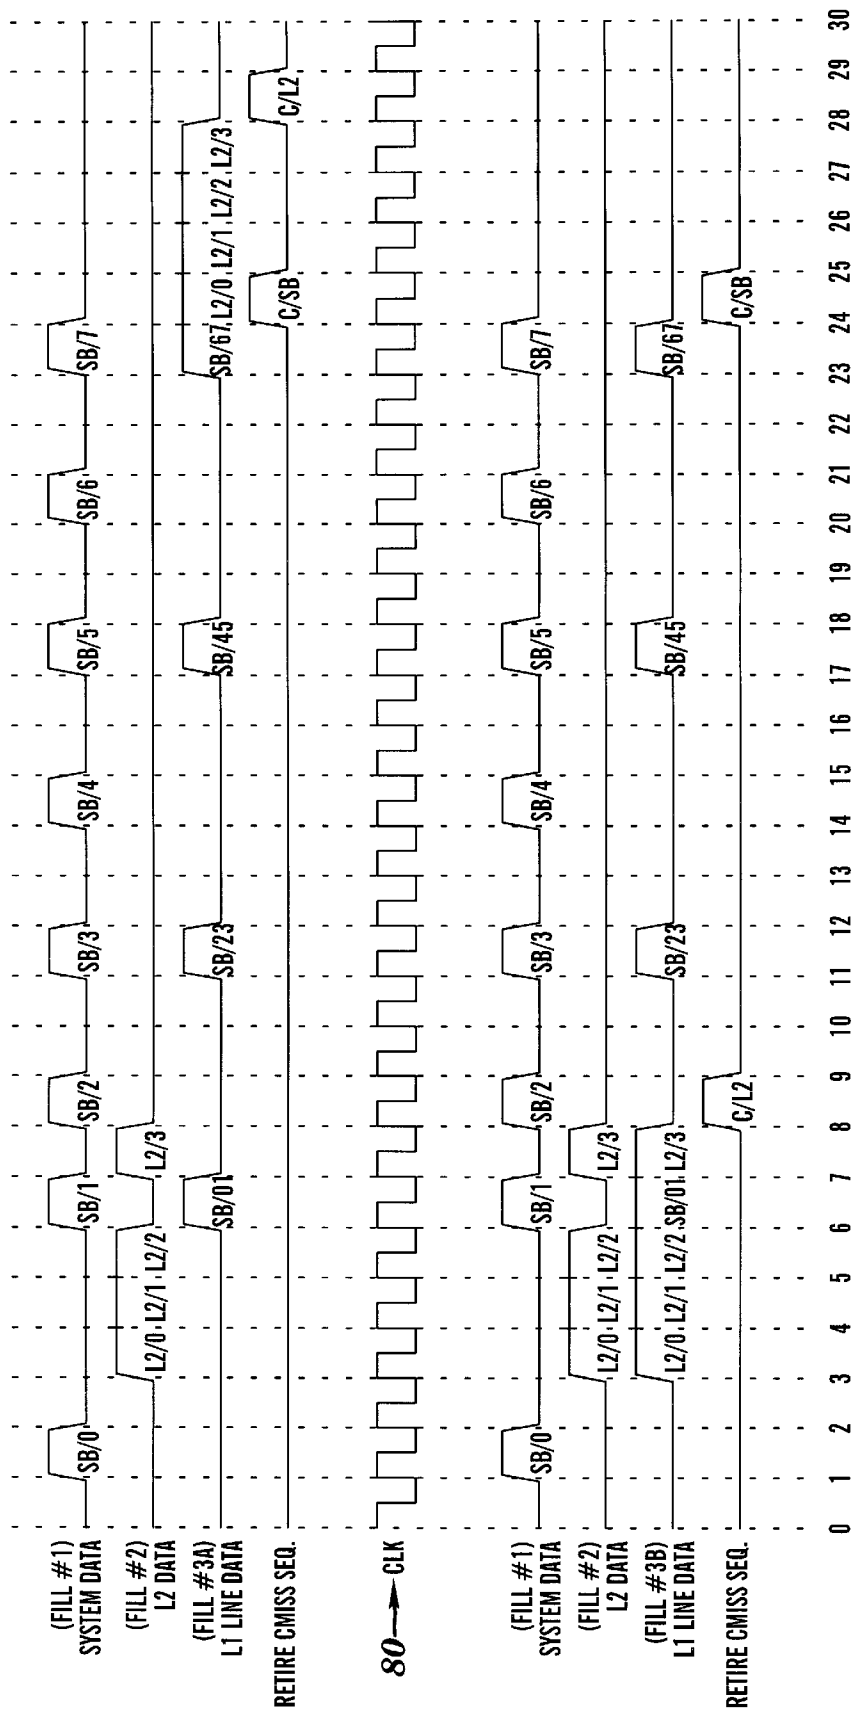 (FILL #1)
SYSTEM DATA
SB/0 SB/1 SB/2 SB/3 SB/4 SB/5 SB/6 SB/7
(FILL #2)
L2 DATA
L2/0 L2/1 L2/2 L2/3
(FILL #3A)
L1 LINE DATA
SB/01 SB/23 SB/45 SB/67 L2/0 L2/1 L2/2 L2/3
RETIRE CMISS SEQ.
C/SB C/L2
80 CLK
(FILL #1)
SYSTEM DATA
SB/0 SB/1 SB/2 SB/3 SB/4 SB/5 SB/6 SB/7
(FILL #2)
L2 DATA
L2/0 L2/1 L2/2 L2/3
(FILL #3B)
L1 LINE DATA
L2/0 L2/1 L2/2 SB/01 L2/3 SB/23 SB/45 SB/67
RETIRE CMISS SEQ.
C/L2 C/SB
0 1 2 3 4 5 6 7 8 9 10 11 12 13 14 15 16 17 18 19 20 21 22 23 24 25 26 27 28 29 30